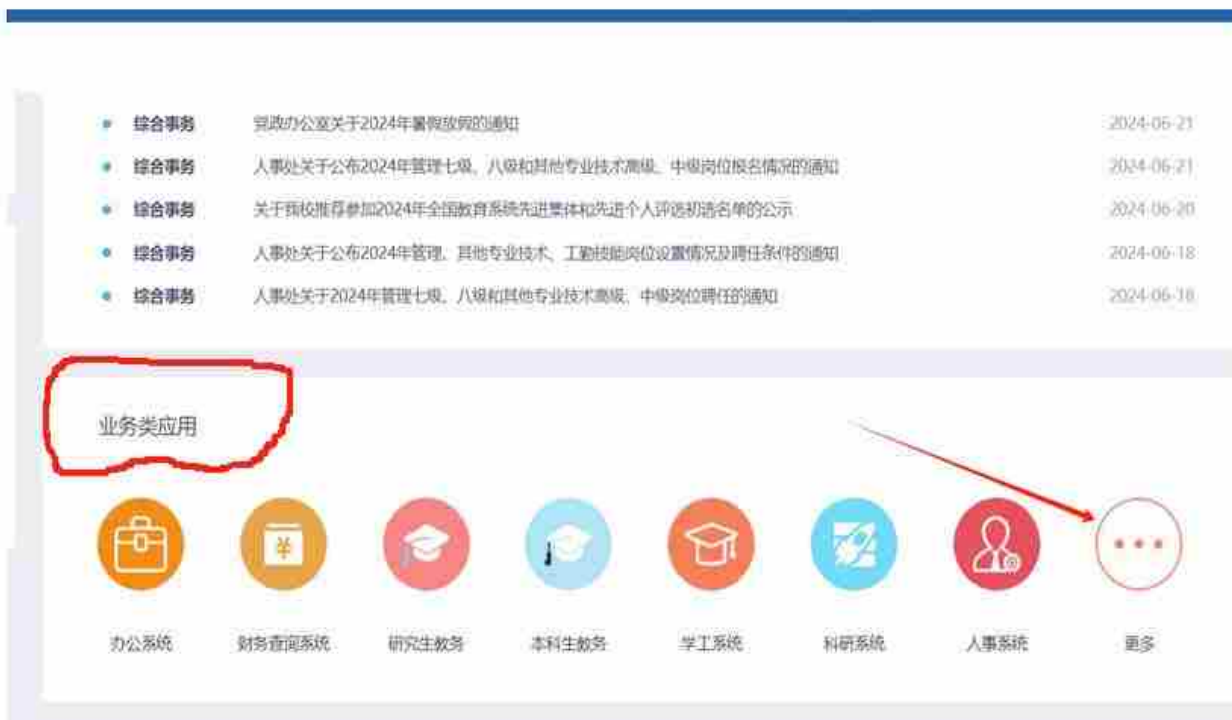 综合事务 党政办公室关于2024年暑假放假的通知 2024-06-21
综合事务 人事处关于公布2024年管理七级、八级和其他专业技术高级、中级岗位报名情况的通知 2024-06-21
综合事务 关于我校推荐参加2024年全国教育系统先进集体和先进个人评选初选名单的公示 2024-06-20
综合事务 人事处关于公布2024年管理、其他专业技术、工勤技能岗位设置情况及聘任条件的通知 2024-06-18
综合事务 人事处关于2024年管理七级、八级和其他专业技术高级、中级岗位聘任的通知 2024-06-18
业务类应用
¥
办公系统 财务查询系统 研究生教务 本科生教务 学工系统 科研系统 人事系统 更多